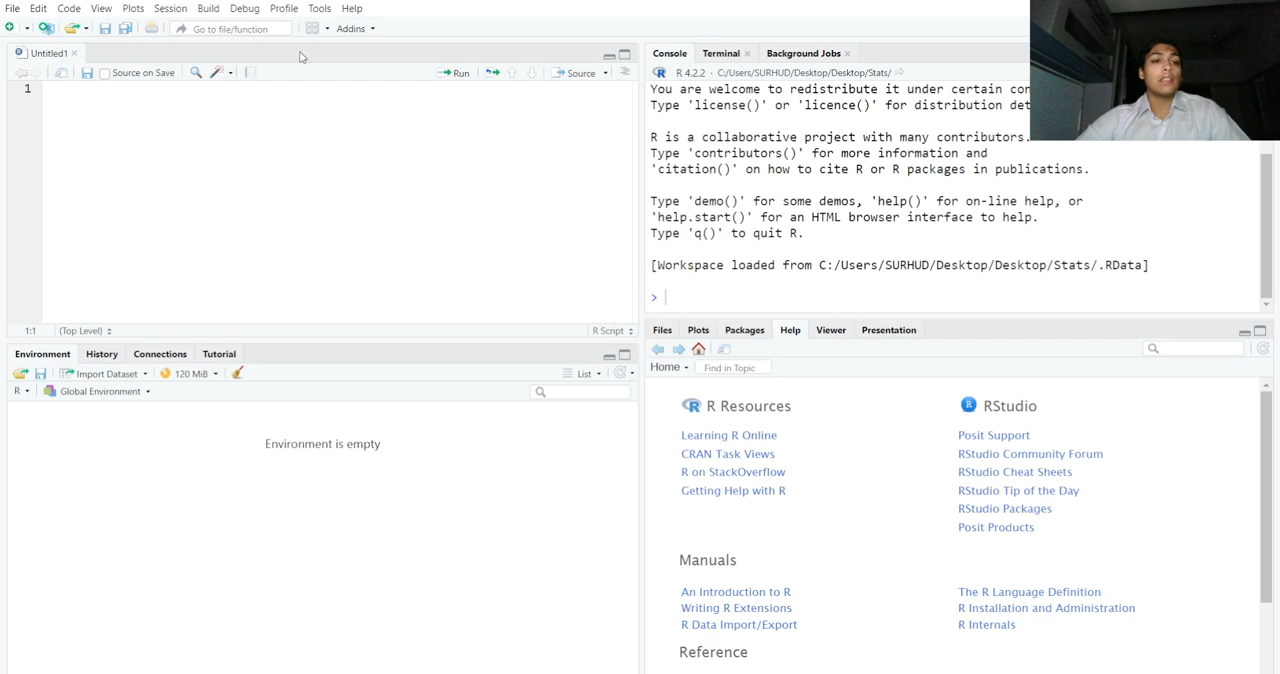 File Edit Code View Plots Session Build Debug Profile Tools Help
Go to file/function Addins
Untitled1
Source on Save Run Source
1
1:1 (Top Level) R Script
Environment History Connections Tutorial
Import Dataset 120 MiB List
R Global Environment
Environment is empty
Console Terminal Background Jobs
R 4.2.2 · C:/Users/SURHUD/Desktop/Desktop/Stats/
You are welcome to redistribute it under certain con
Type 'license()' or 'licence()' for distribution det
R is a collaborative project with many contributors.
Type 'contributors()' for more information and
'citation()' on how to cite R or R packages in publications.
Type 'demo()' for some demos, 'help()' for on-line help, or
'help.start()' for an HTML browser interface to help.
Type 'q()' to quit R.
[Workspace loaded from C:/Users/SURHUD/Desktop/Desktop/Stats/.RData]
>
Files Plots Packages Help Viewer Presentation
Home Find in Topic
R Resources
Learning R Online
CRAN Task Views
R on StackOverflow
Getting Help with R
RStudio
Posit Support
RStudio Community Forum
RStudio Cheat Sheets
RStudio Tip of the Day
RStudio Packages
Posit Products
Manuals
An Introduction to R
Writing R Extensions
R Data Import/Export
The R Language Definition
R Installation and Administration
R Internals
Reference